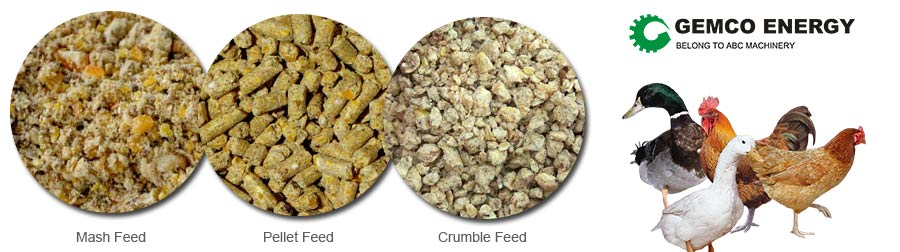 GEMCO ENERGY
BELONG TO ABC MACHINERY
Mash Feed
Pellet Feed
Crumble Feed